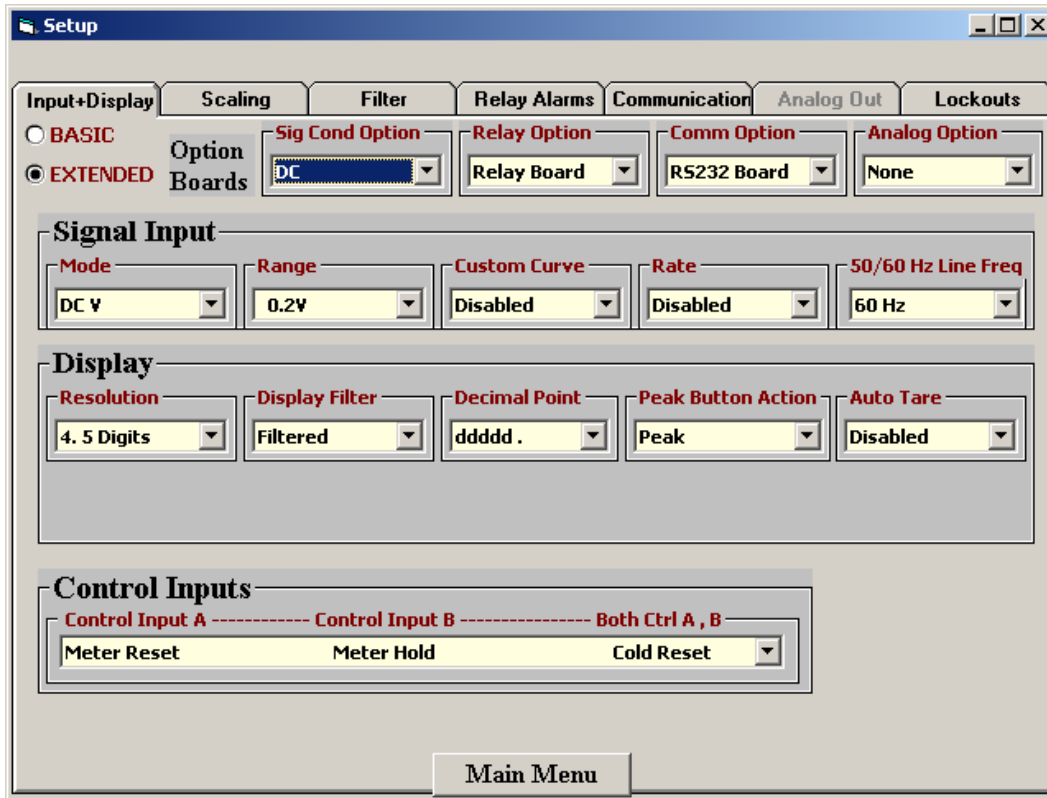 Setup
Input+Display Scaling Filter Relay Alarms Communication Analog Out Lockouts
BASIC
EXTENDED
Option
Boards
Sig Cond Option Relay Option Comm Option Analog Option
DC Relay Board RS232 Board None
Signal Input
Mode Range Custom Curve Rate 50/60 Hz Line Freq
DC V 0.2V Disabled Disabled 60 Hz
Display
Resolution Display Filter Decimal Point Peak Button Action Auto Tare
4. 5 Digits Filtered ddddd . Peak Disabled
Control Inputs
Control Input A ------------ Control Input B ---------------- Both Ctrl A , B
Meter Reset Meter Hold Cold Reset
Main Menu